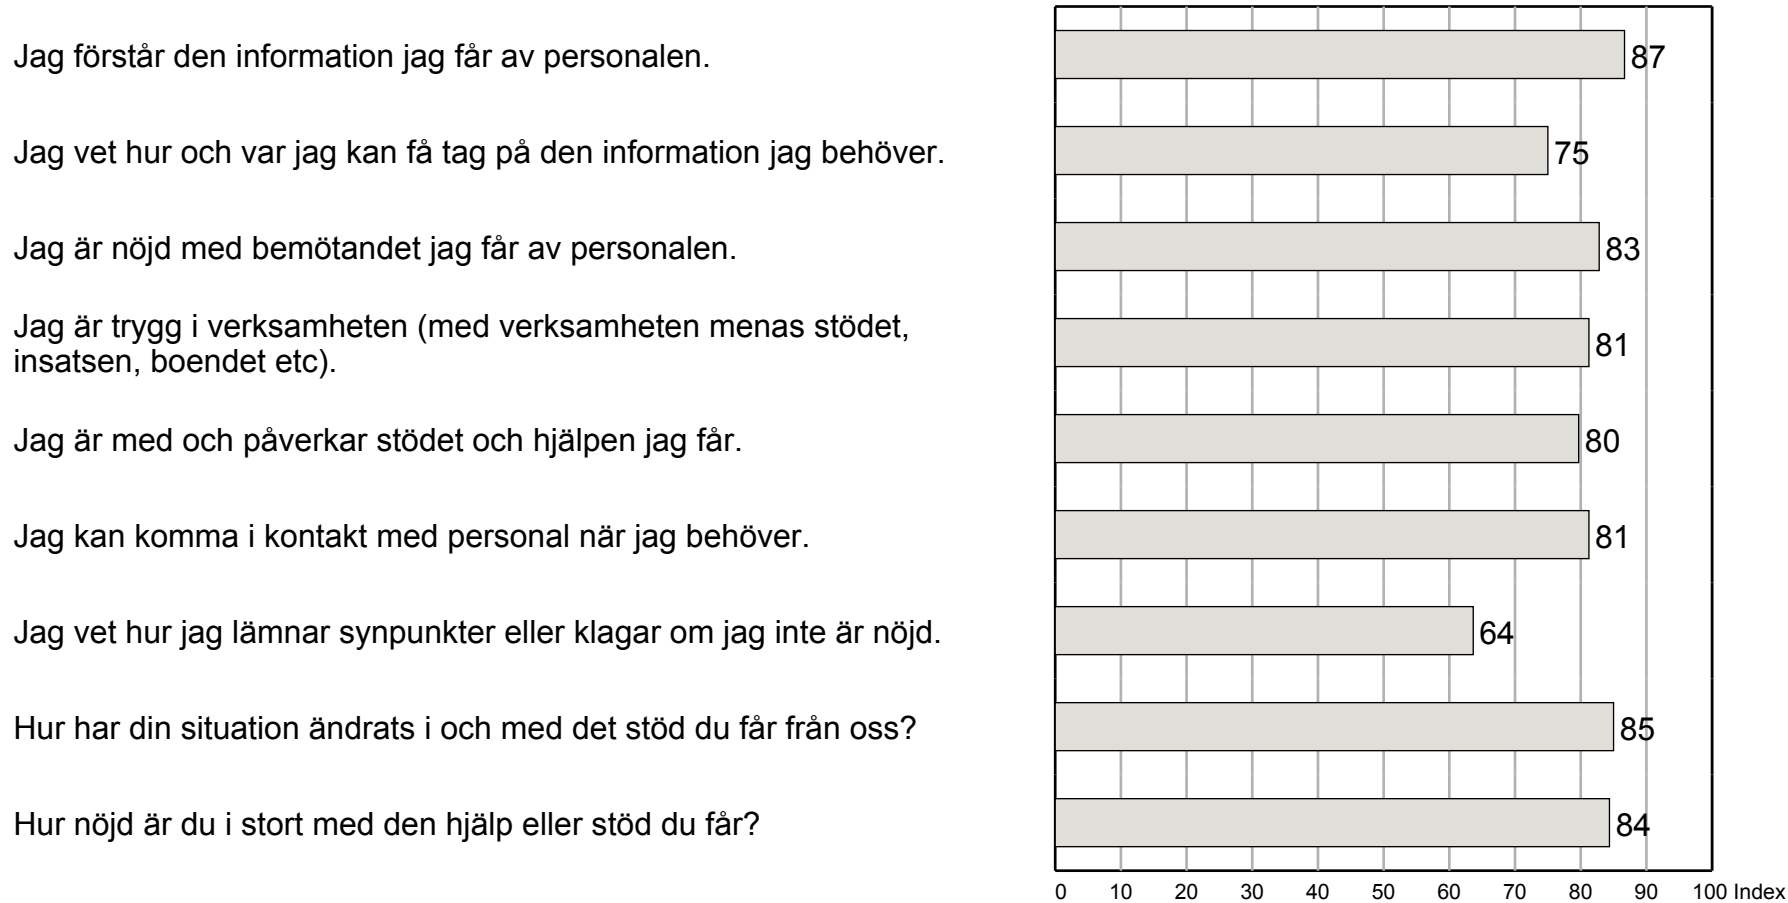 Jag förstår den information jag får av personalen.
87
Jag vet hur och var jag kan få tag på den information jag behöver.
75
Jag är nöjd med bemötandet jag får av personalen.
83
Jag är trygg i verksamheten (med verksamheten menas stödet,
insatsen, boendet etc).
81
Jag är med och påverkar stödet och hjälpen jag får.
80
Jag kan komma i kontakt med personal när jag behöver.
81
Jag vet hur jag lämnar synpunkter eller klagar om jag inte är nöjd.
64
Hur har din situation ändrats i och med det stöd du får från oss?
85
Hur nöjd är du i stort med den hjälp eller stöd du får?
84
0 10 20 30 40 50 60 70 80 90 100 Index